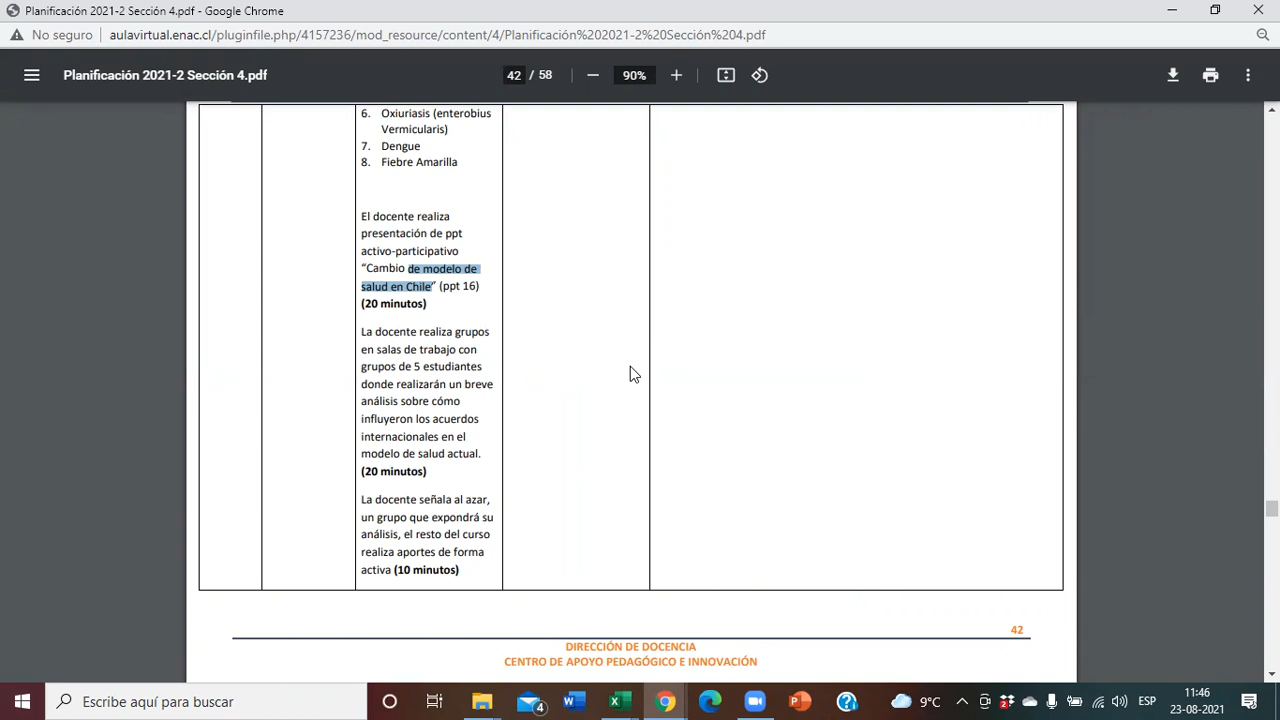 Planificación 2021-2 Sección 4.pdf - Google Chrome
No seguro | aulavirtual.enac.cl/pluginfile.php/4157236/mod_resource/content/4/Planificación%202021-2%20Sección%204.pdf
Planificación 2021-2 Sección 4.pdf
42 / 58
90%
6. Oxiuriasis (enterobius
Vermicularis)
7. Dengue
8. Fiebre Amarilla
El docente realiza
presentación de ppt
activo-participativo
“Cambio de modelo de
salud en Chile” (ppt 16)
(20 minutos)
La docente realiza grupos
en salas de trabajo con
grupos de 5 estudiantes
donde realizarán un breve
análisis sobre cómo
influyeron los acuerdos
internacionales en el
modelo de salud actual.
(20 minutos)
La docente señala al azar,
un grupo que expondrá su
análisis, el resto del curso
realiza aportes de forma
activa (10 minutos)
42
DIRECCIÓN DE DOCENCIA
CENTRO DE APOYO PEDAGÓGICO E INNOVACIÓN
Escribe aquí para buscar
4
2
9°C
ESP
11:46
23-08-2021
6